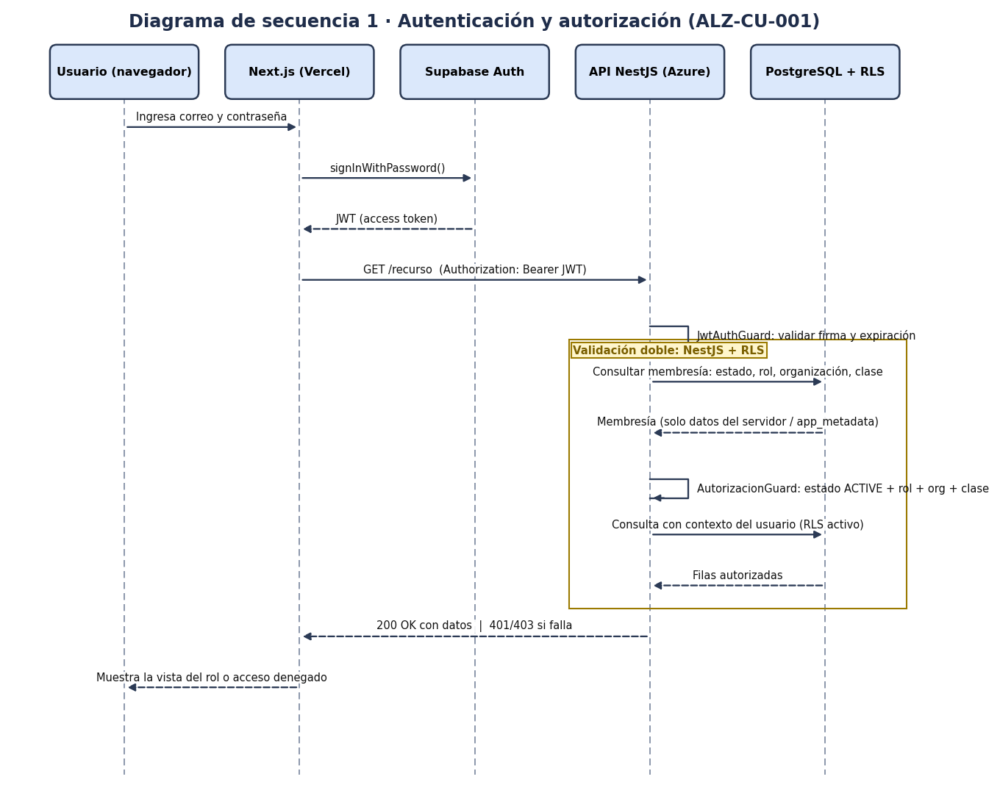 Diagrama de secuencia 1 · Autenticación y autorización (ALZ-CU-001)
Usuario (navegador)
Next.js (Vercel)
Supabase Auth
API NestJS (Azure)
PostgreSQL + RLS
Ingresa correo y contraseña
signInWithPassword()
JWT (access token)
GET /recurso (Authorization: Bearer JWT)
JwtAuthGuard: validar firma y expiración
Validación doble: NestJS + RLS
Consultar membresía: estado, rol, organización, clase
Membresía (solo datos del servidor / app_metadata)
AutorizacionGuard: estado ACTIVE + rol + org + clase
Consulta con contexto del usuario (RLS activo)
Filas autorizadas
200 OK con datos | 401/403 si falla
Muestra la vista del rol o acceso denegado